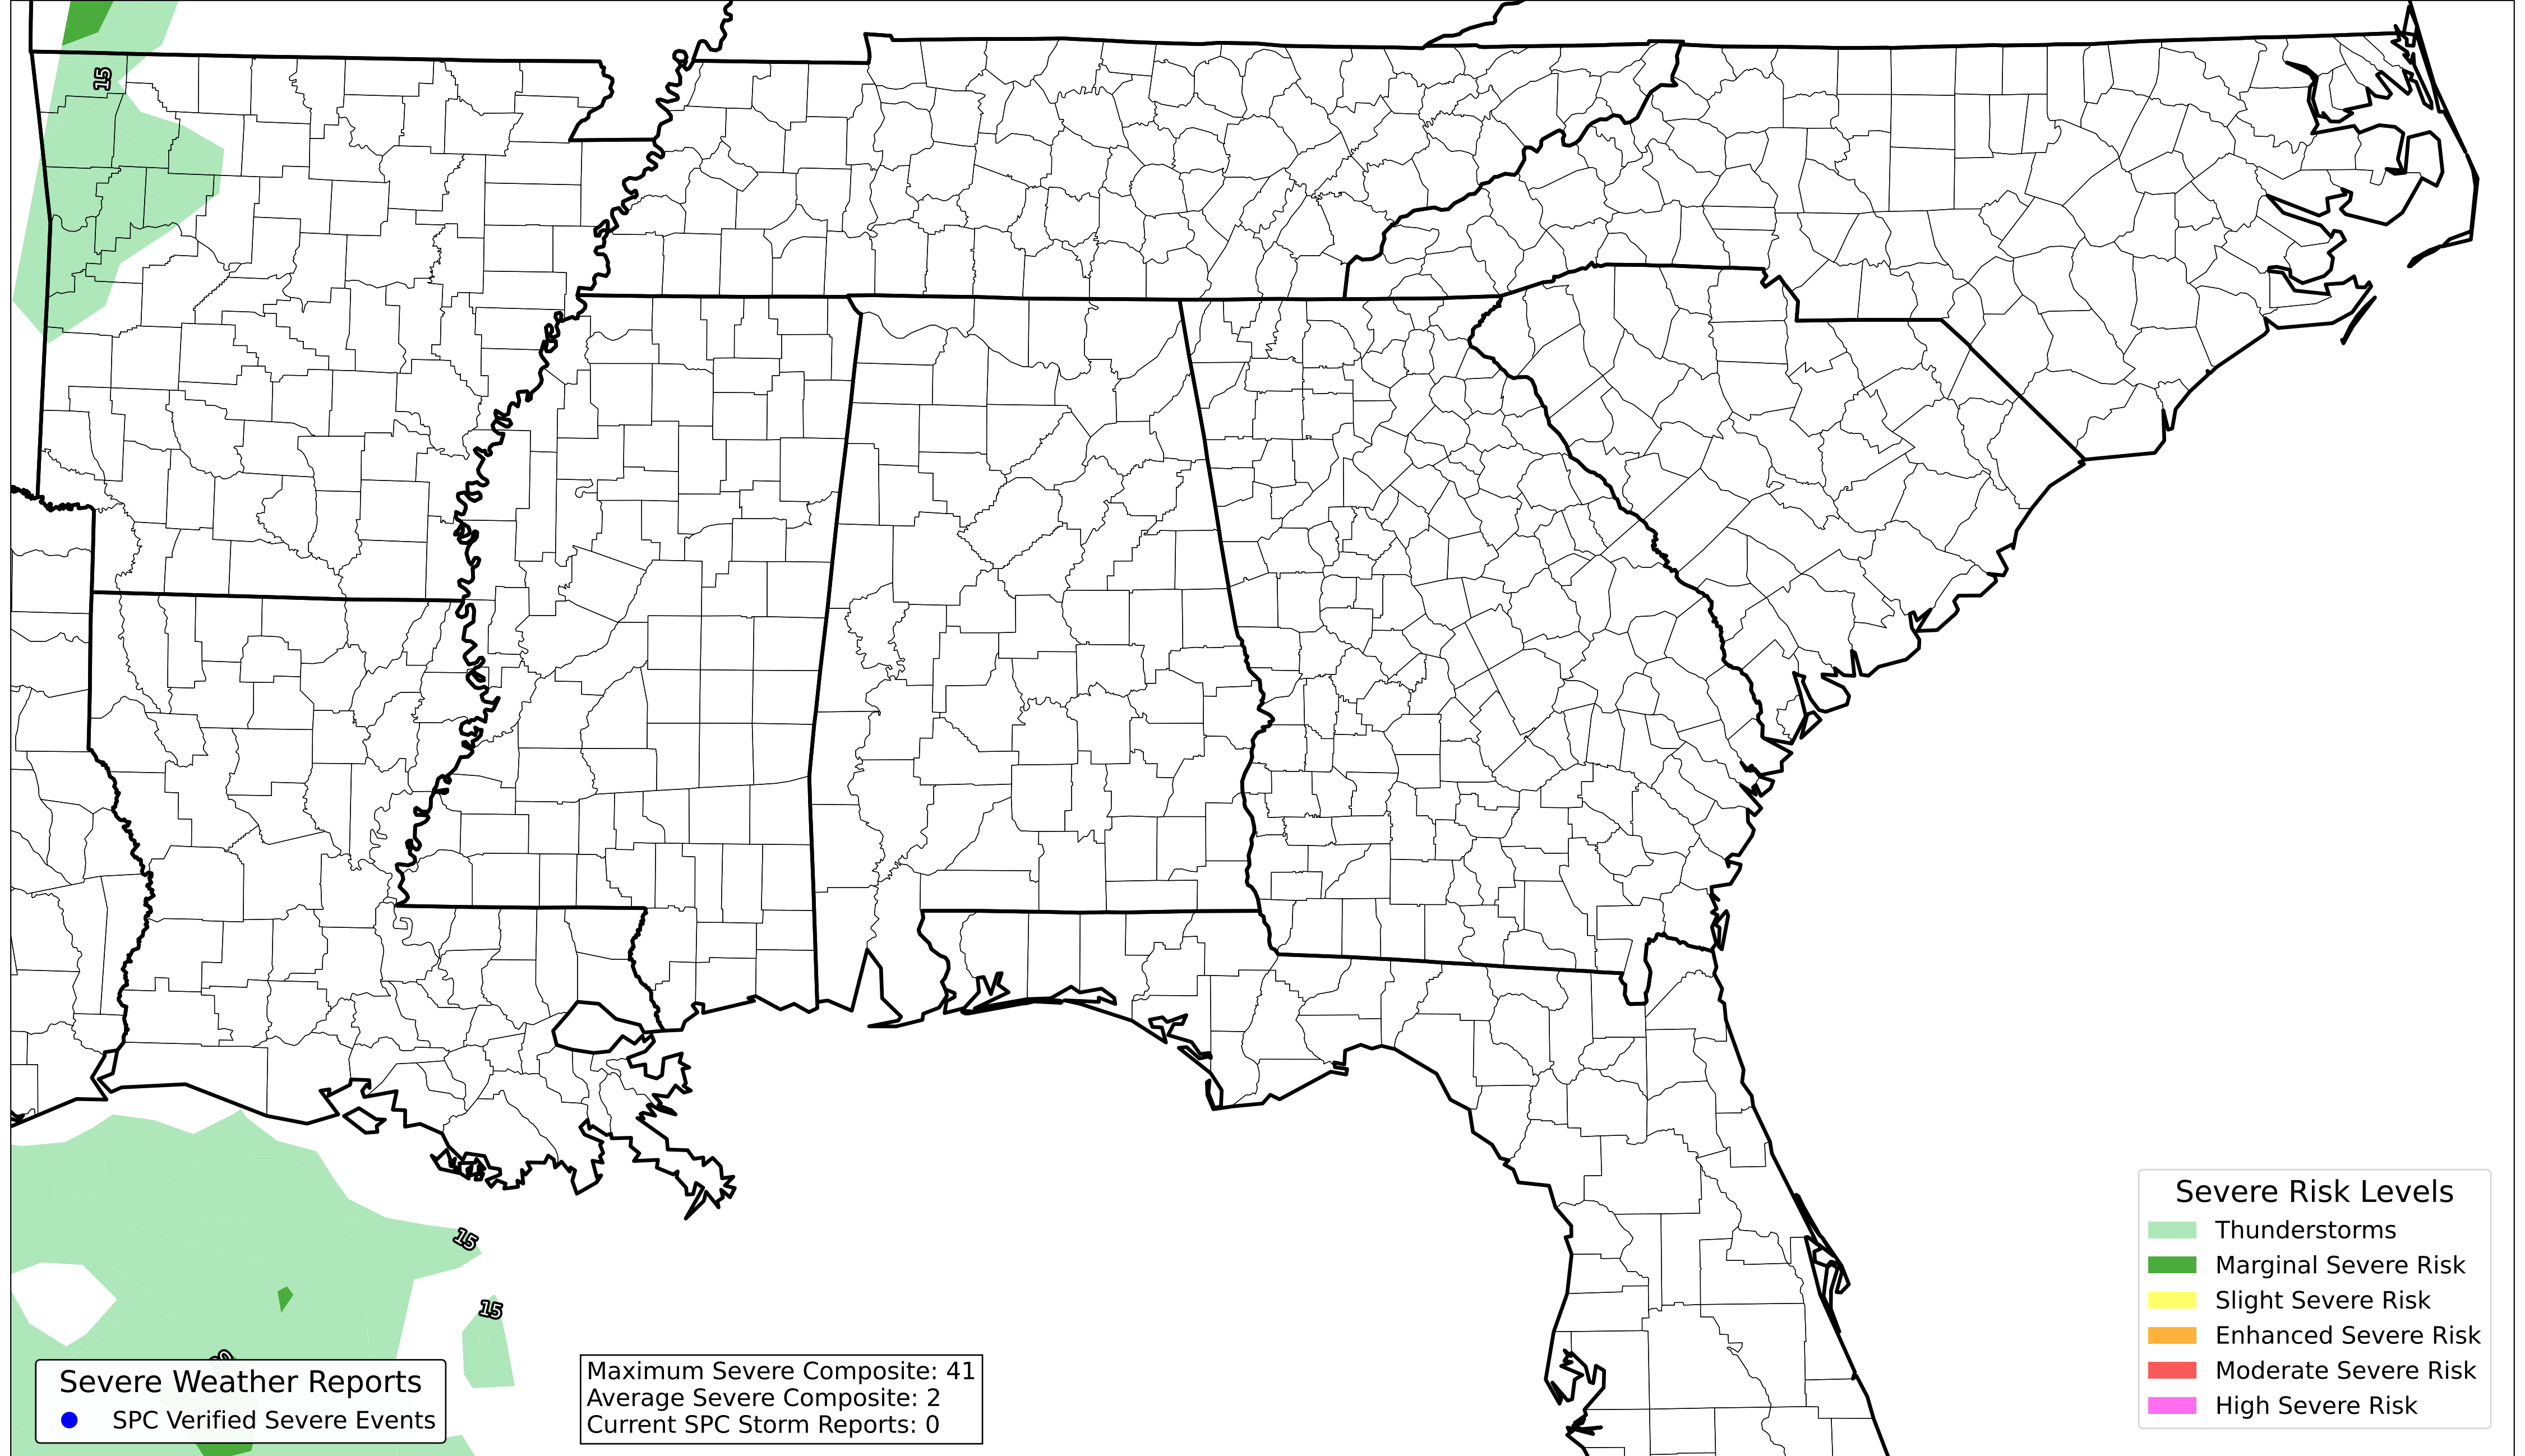 15
15
15
Severe Weather Reports
SPC Verified Severe Events
Maximum Severe Composite: 41
Average Severe Composite: 2
Current SPC Storm Reports: 0
Severe Risk Levels
Thunderstorms
Marginal Severe Risk
Slight Severe Risk
Enhanced Severe Risk
Moderate Severe Risk
High Severe Risk